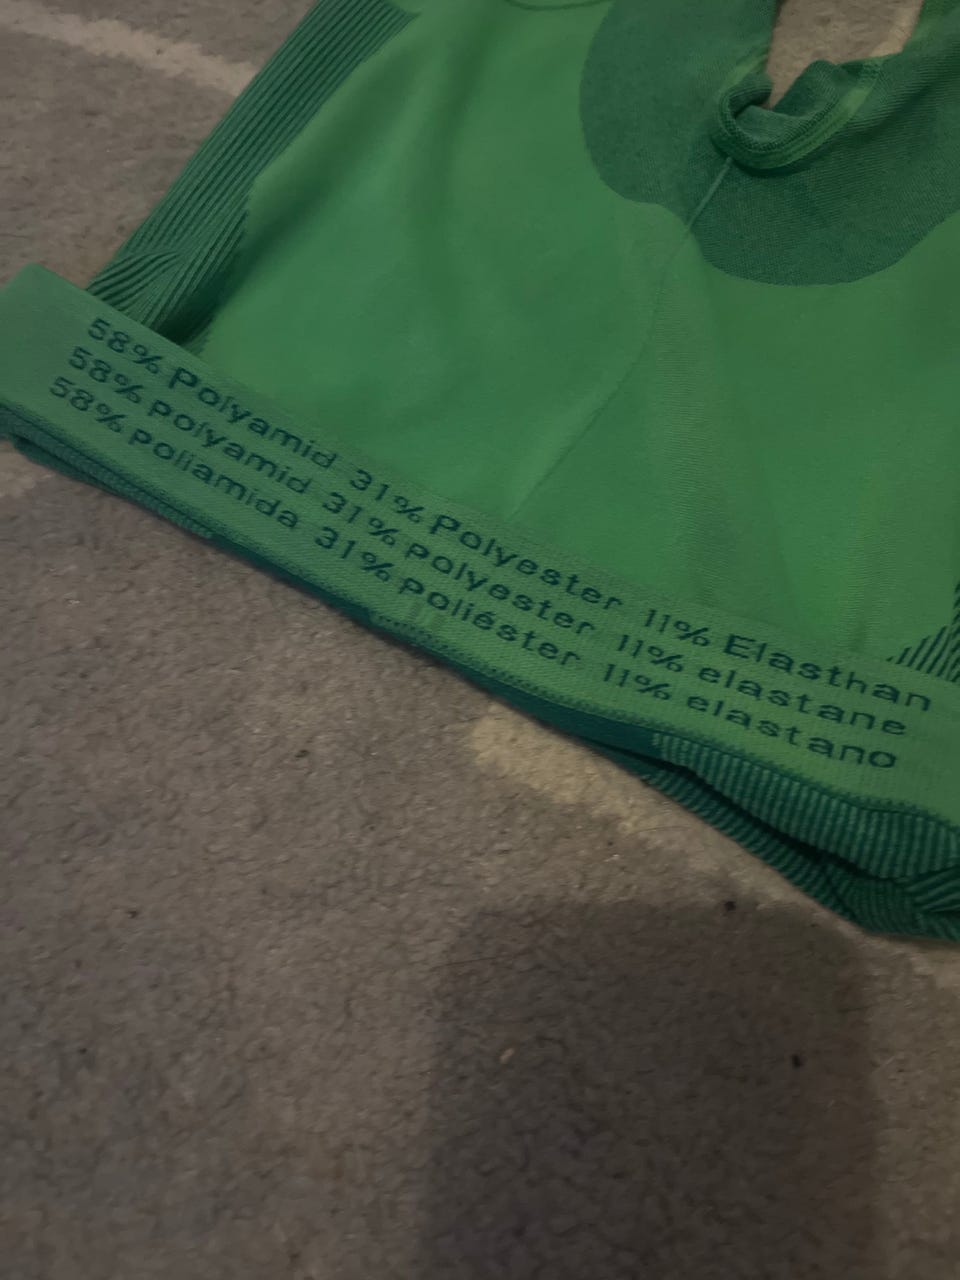 58% Polyamid 31% Polyester 11% Elasthan
58% polyamid 31% polyester 11% elastane
58% poliamida 31% poliéster 11% elastano